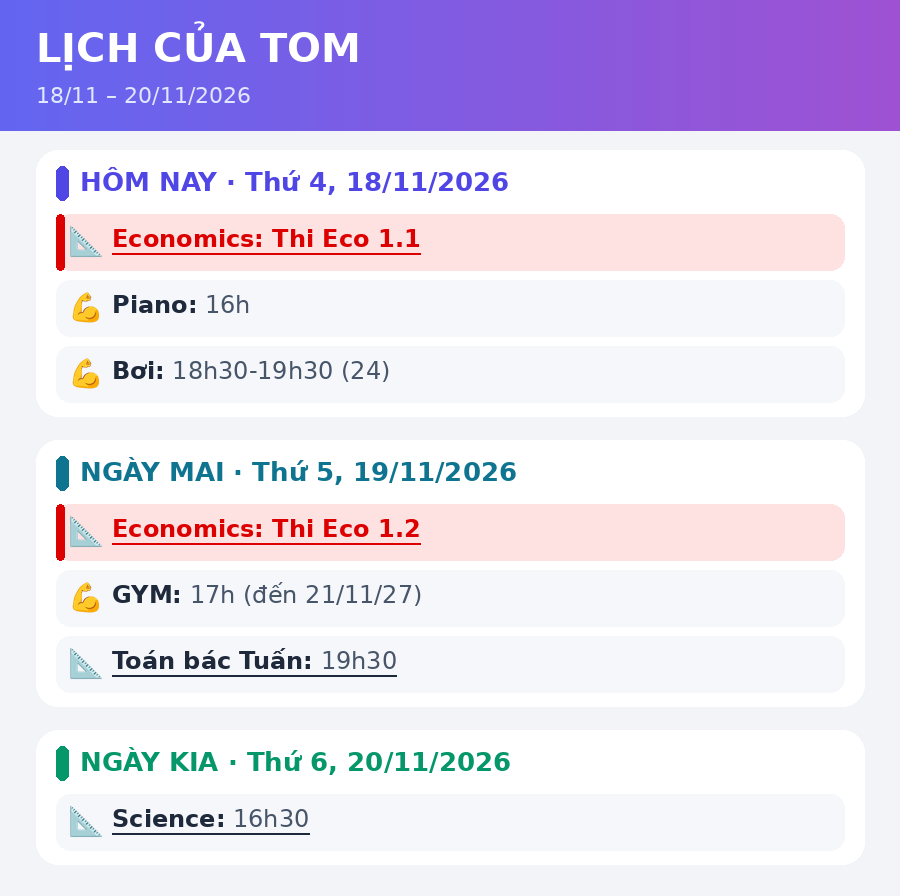 LỊCH CỦA TOM
18/11 – 20/11/2026
HÔM NAY · Thứ 4, 18/11/2026
Economics: Thi Eco 1.1
Piano: 16h
Bơi: 18h30-19h30 (24)
NGÀY MAI · Thứ 5, 19/11/2026
Economics: Thi Eco 1.2
GYM: 17h (đến 21/11/27)
Toán bác Tuấn: 19h30
NGÀY KIA · Thứ 6, 20/11/2026
Science: 16h30